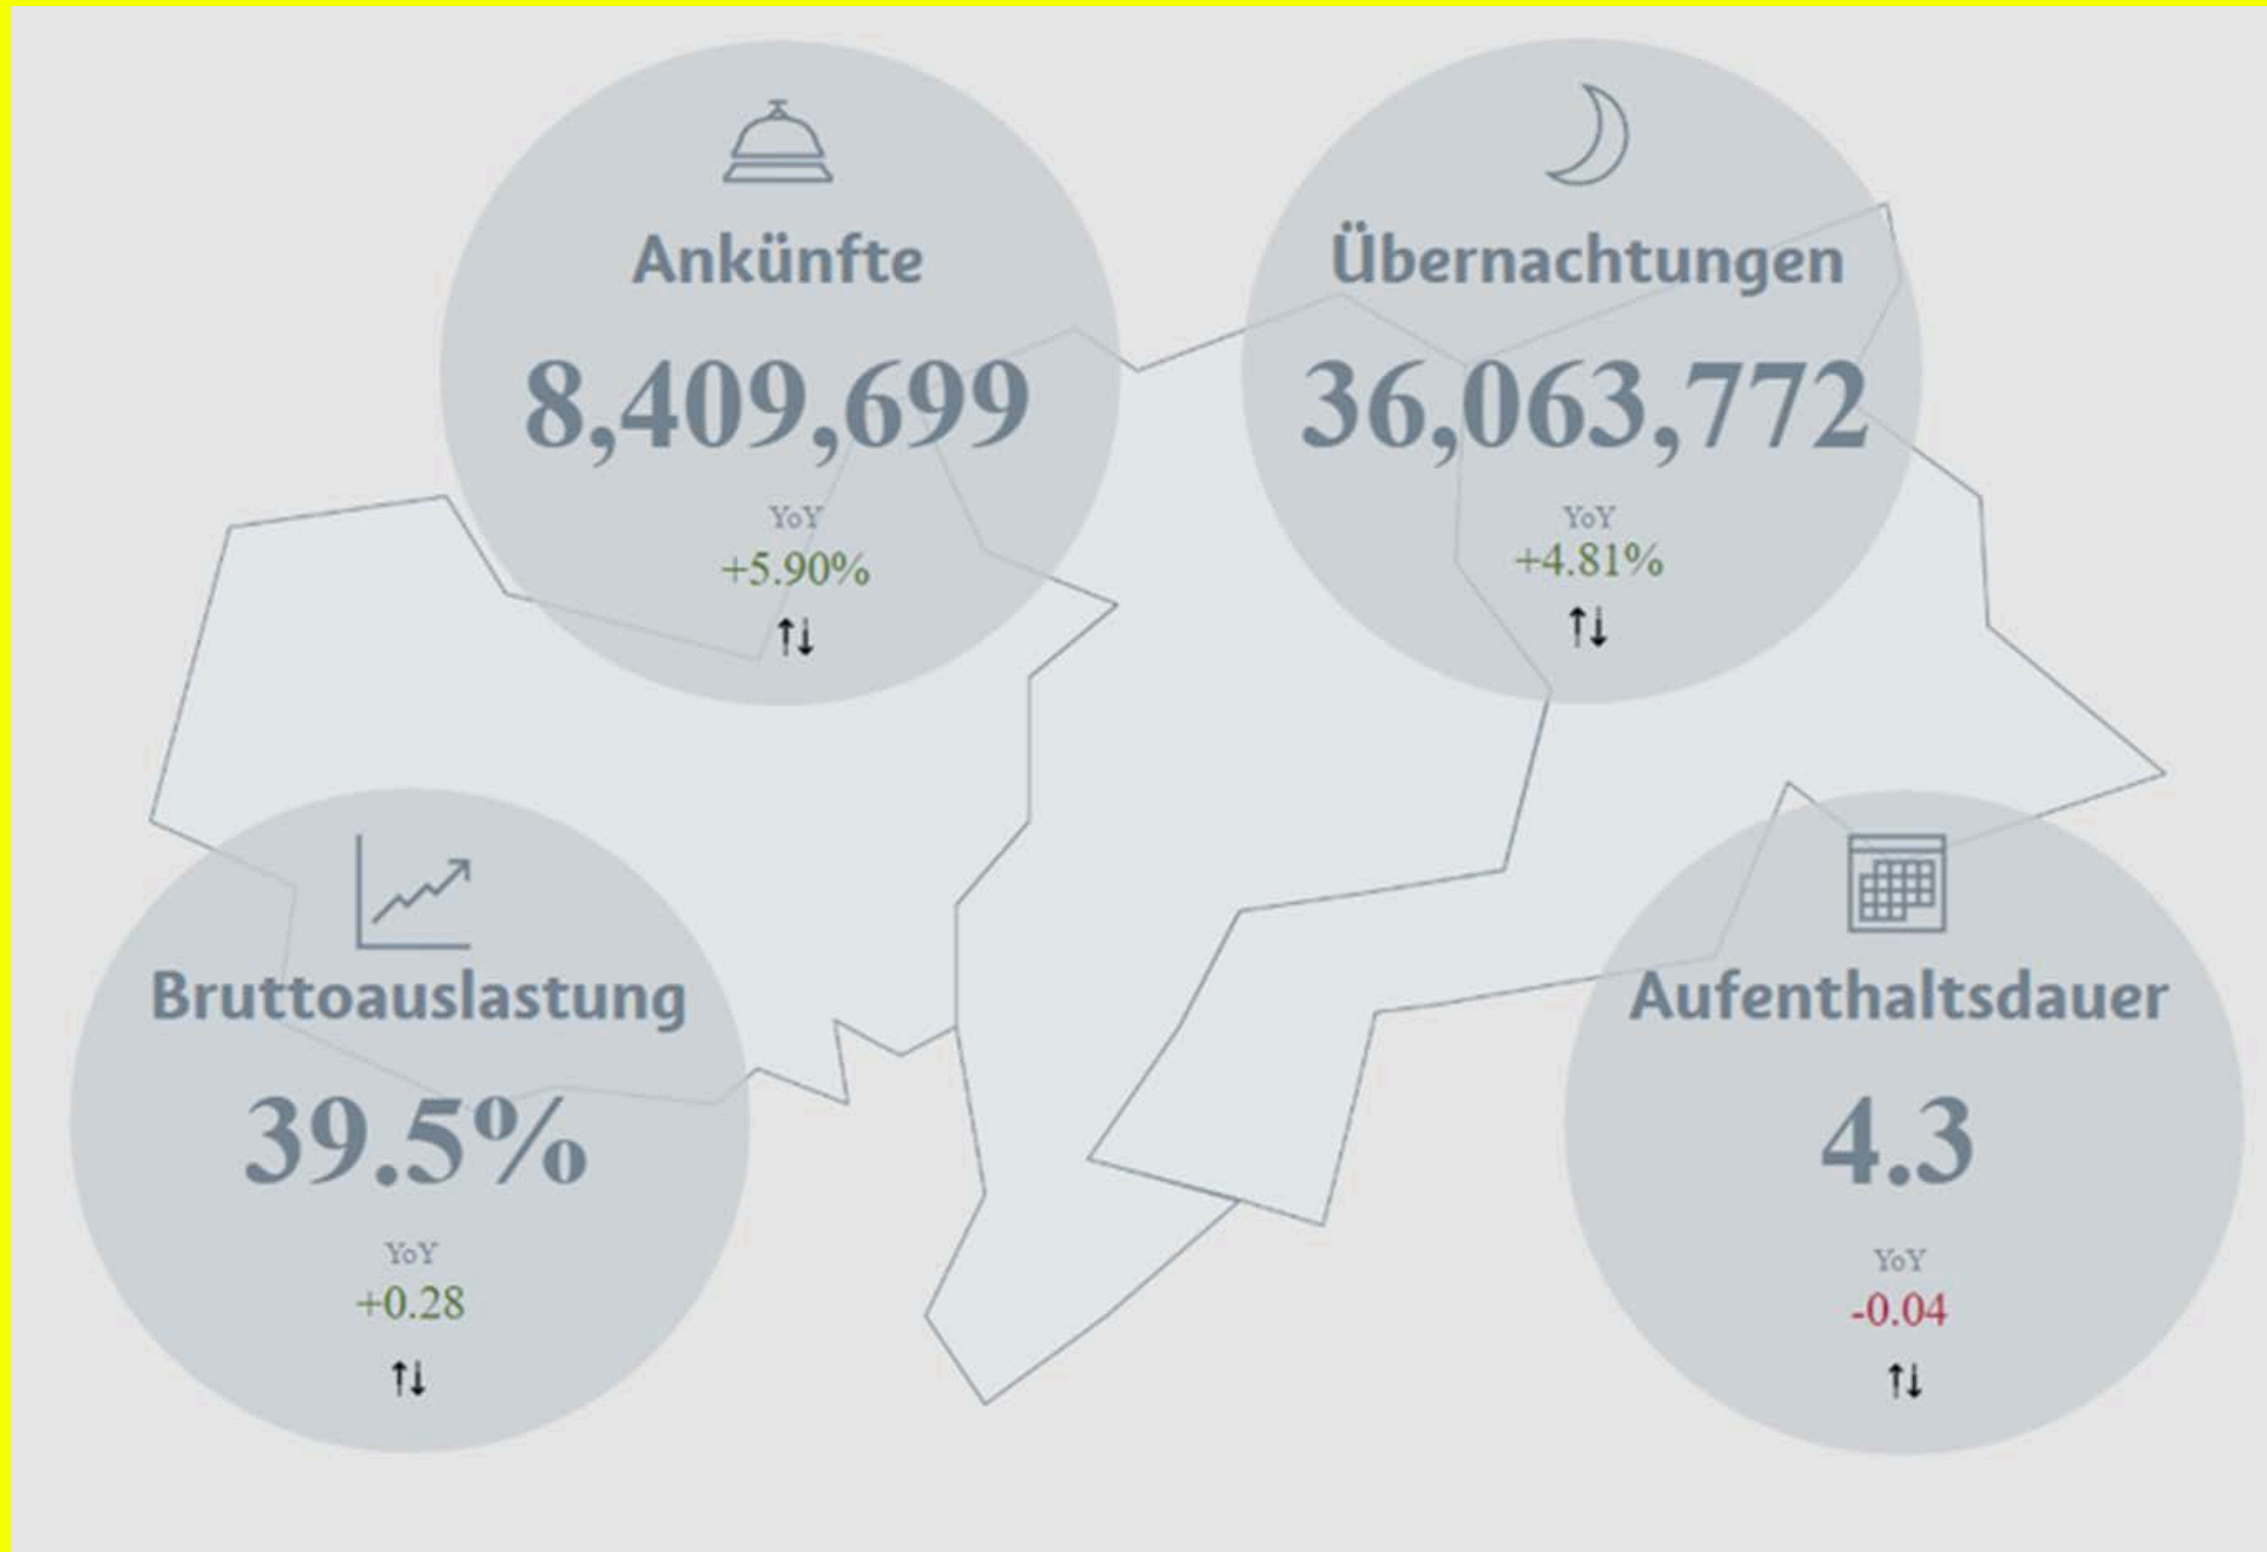 Ankünfte
8,409,699
YoY
+5.90%
↑↓
Übernachtungen
36,063,772
YoY
+4.81%
↑↓
Bruttoauslastung
39.5%
YoY
+0.28
↑↓
Aufenthaltsdauer
4.3
YoY
-0.04
↑↓